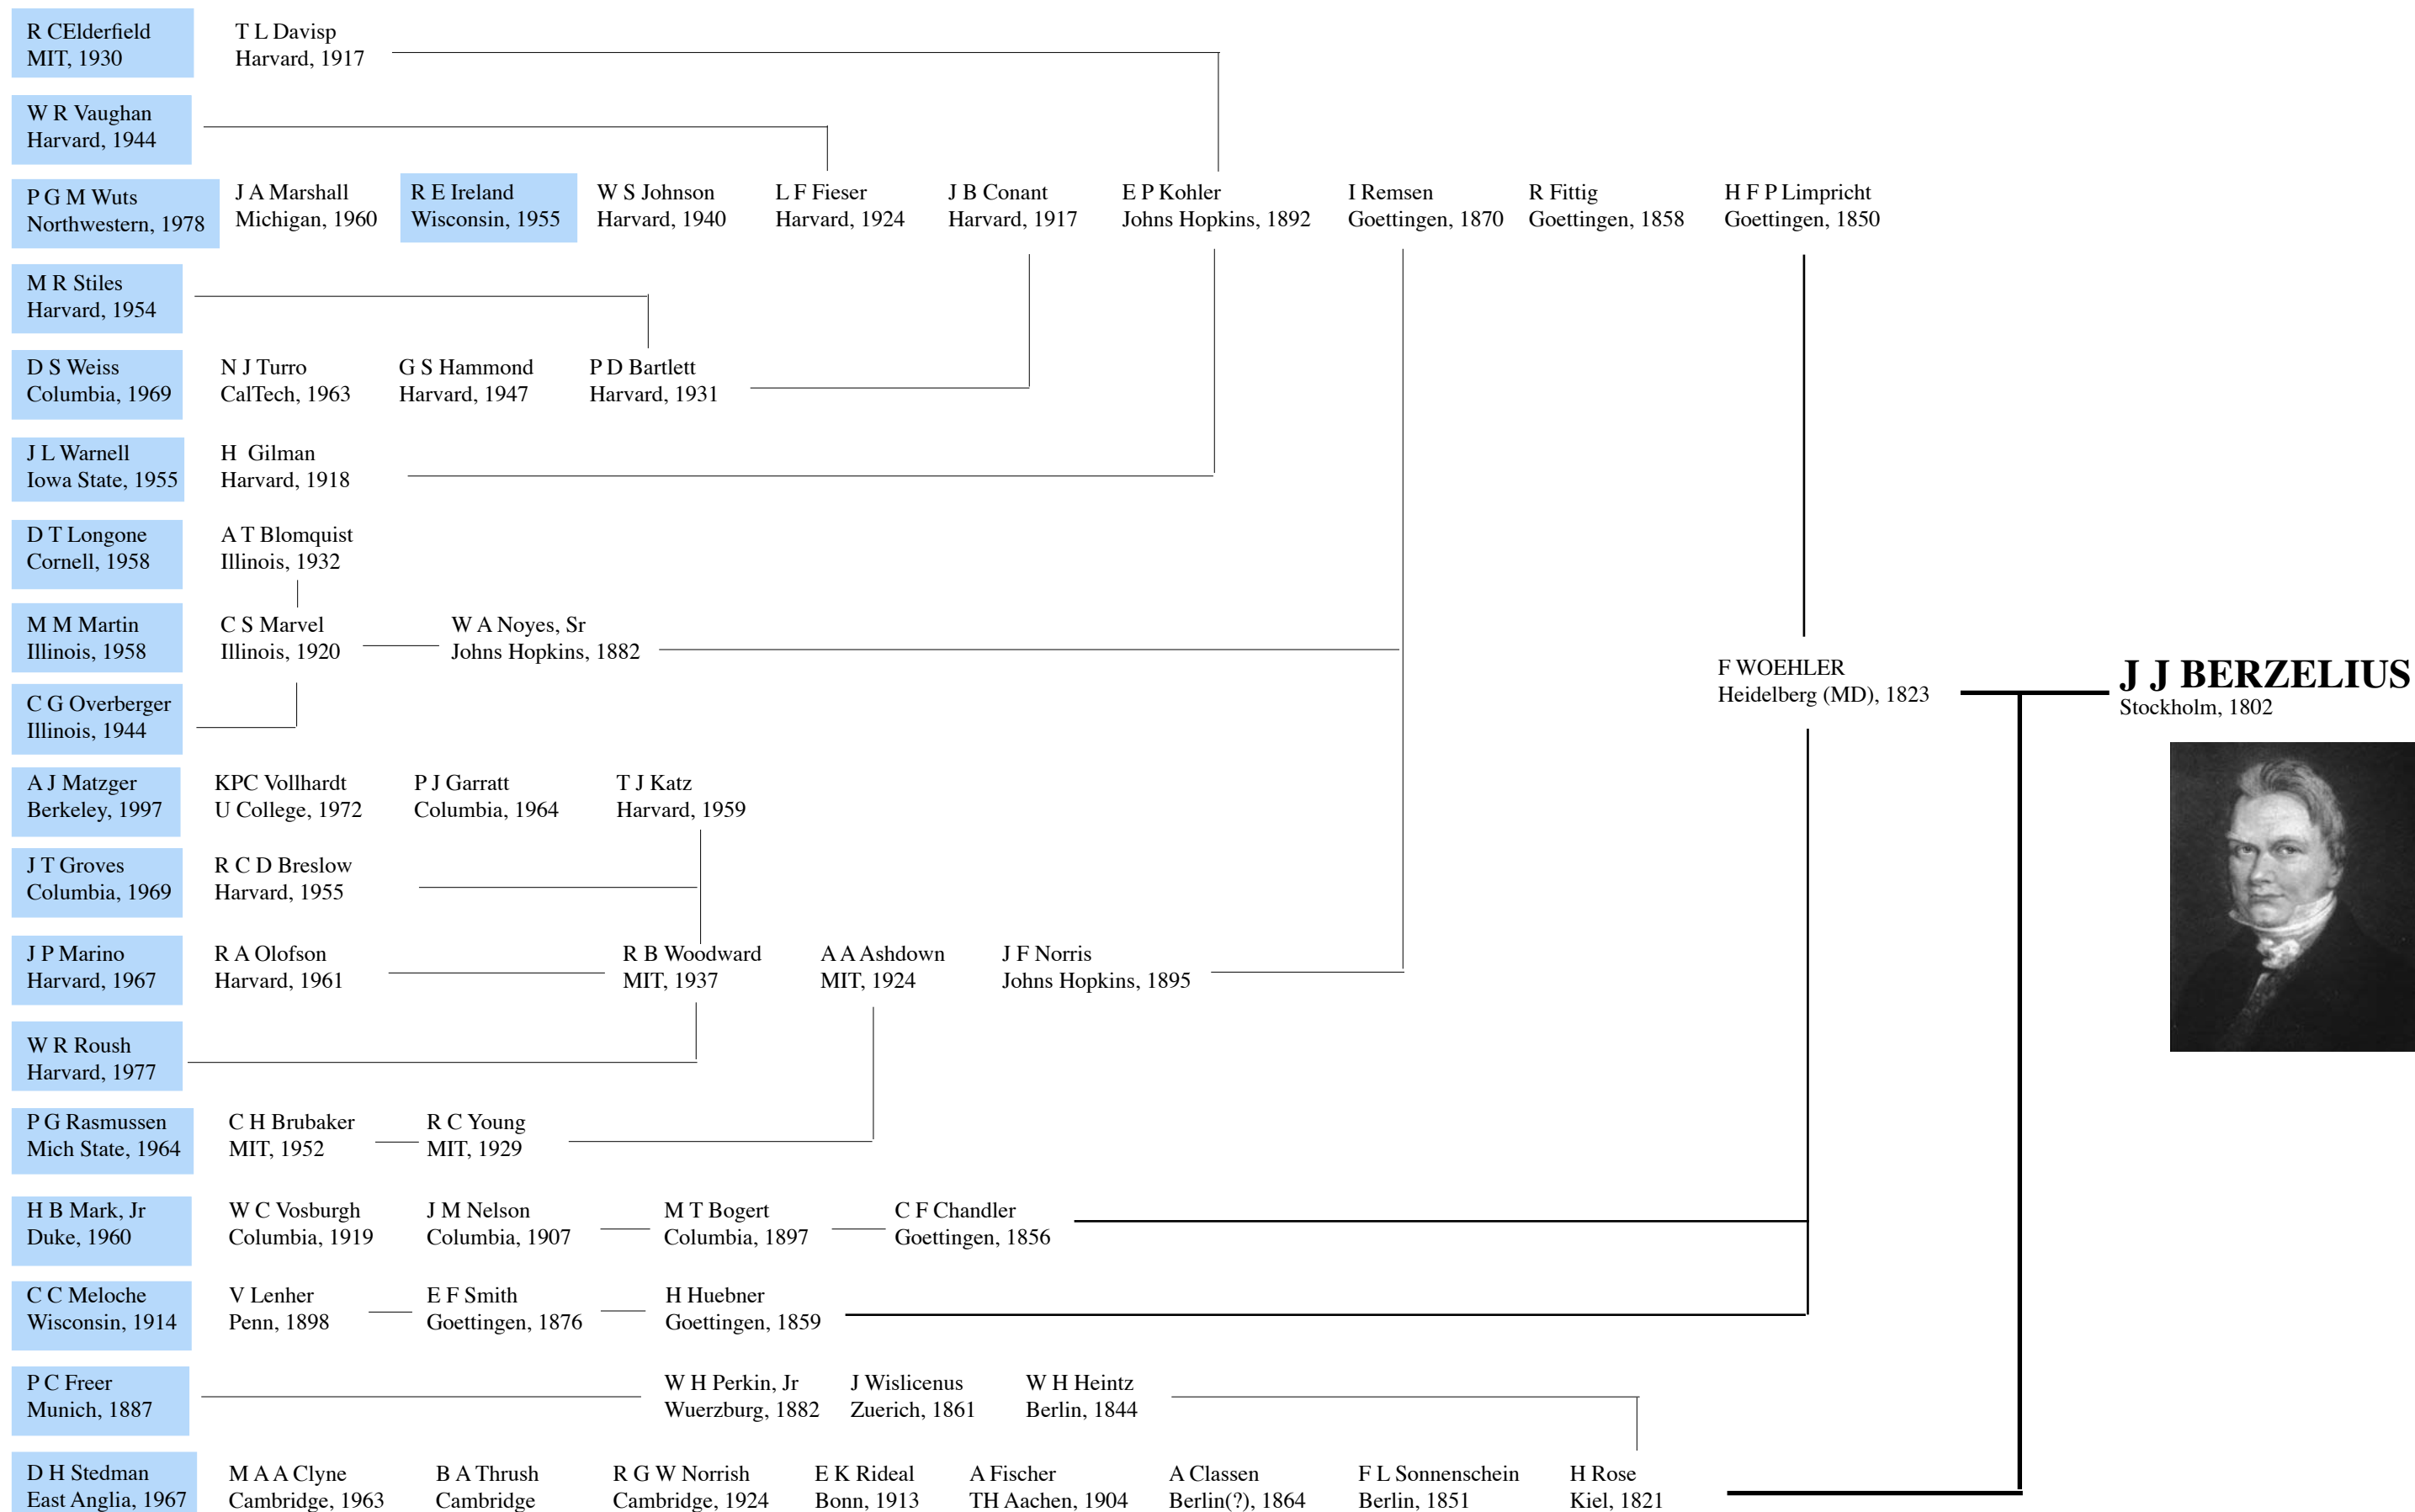 R CElderfield
MIT, 1930
T L Davisp
Harvard, 1917
W R Vaughan
Harvard, 1944
P G M Wuts
Northwestern, 1978
J A Marshall
Michigan, 1960
R E Ireland
Wisconsin, 1955
W S Johnson
Harvard, 1940
L F Fieser
Harvard, 1924
J B Conant
Harvard, 1917
E P Kohler
Johns Hopkins, 1892
I Remsen
Goettingen, 1870
R Fittig
Goettingen, 1858
H F P Limpricht
Goettingen, 1850
M R Stiles
Harvard, 1954
D S Weiss
Columbia, 1969
N J Turro
CalTech, 1963
G S Hammond
Harvard, 1947
P D Bartlett
Harvard, 1931
J L Warnell
Iowa State, 1955
H Gilman
Harvard, 1918
D T Longone
Cornell, 1958
A T Blomquist
Illinois, 1932
M M Martin
Illinois, 1958
C S Marvel
Illinois, 1920
W A Noyes, Sr
Johns Hopkins, 1882
F WOEHLER
Heidelberg (MD), 1823
J J BERZELIUS
Stockholm, 1802
C G Overberger
Illinois, 1944
A J Matzger
Berkeley, 1997
KPC Vollhardt
U College, 1972
P J Garratt
Columbia, 1964
T J Katz
Harvard, 1959
J T Groves
Columbia, 1969
R C D Breslow
Harvard, 1955
J P Marino
Harvard, 1967
R A Olofson
Harvard, 1961
R B Woodward
MIT, 1937
A A Ashdown
MIT, 1924
J F Norris
Johns Hopkins, 1895
W R Roush
Harvard, 1977
P G Rasmussen
Mich State, 1964
C H Brubaker
MIT, 1952
R C Young
MIT, 1929
H B Mark, Jr
Duke, 1960
W C Vosburgh
Columbia, 1919
J M Nelson
Columbia, 1907
M T Bogert
Columbia, 1897
C F Chandler
Goettingen, 1856
C C Meloche
Wisconsin, 1914
V Lenher
Penn, 1898
E F Smith
Goettingen, 1876
H Huebner
Goettingen, 1859
P C Freer
Munich, 1887
W H Perkin, Jr
Wuerzburg, 1882
J Wislicenus
Zuerich, 1861
W H Heintz
Berlin, 1844
D H Stedman
East Anglia, 1967
M A A Clyne
Cambridge, 1963
B A Thrush
Cambridge
R G W Norrish
Cambridge, 1924
E K Rideal
Bonn, 1913
A Fischer
TH Aachen, 1904
A Classen
Berlin(?), 1864
F L Sonnenschein
Berlin, 1851
H Rose
Kiel, 1821